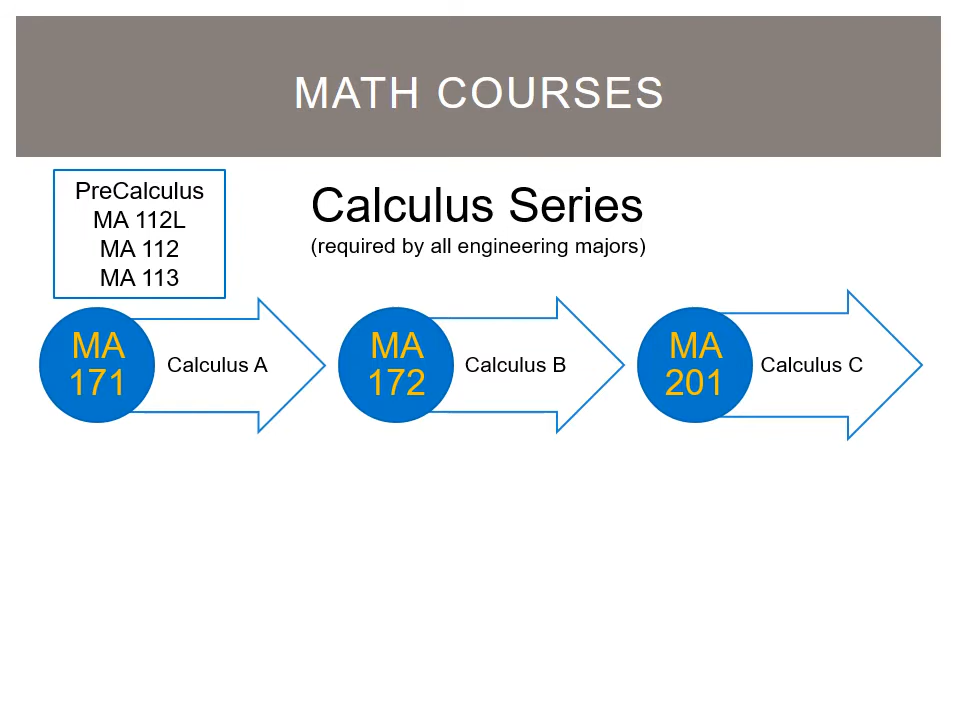 MATH COURSES
PreCalculus
MA 112L
MA 112
MA 113
Calculus Series
(required by all engineering majors)
MA
171
Calculus A
MA
172
Calculus B
MA
201
Calculus C